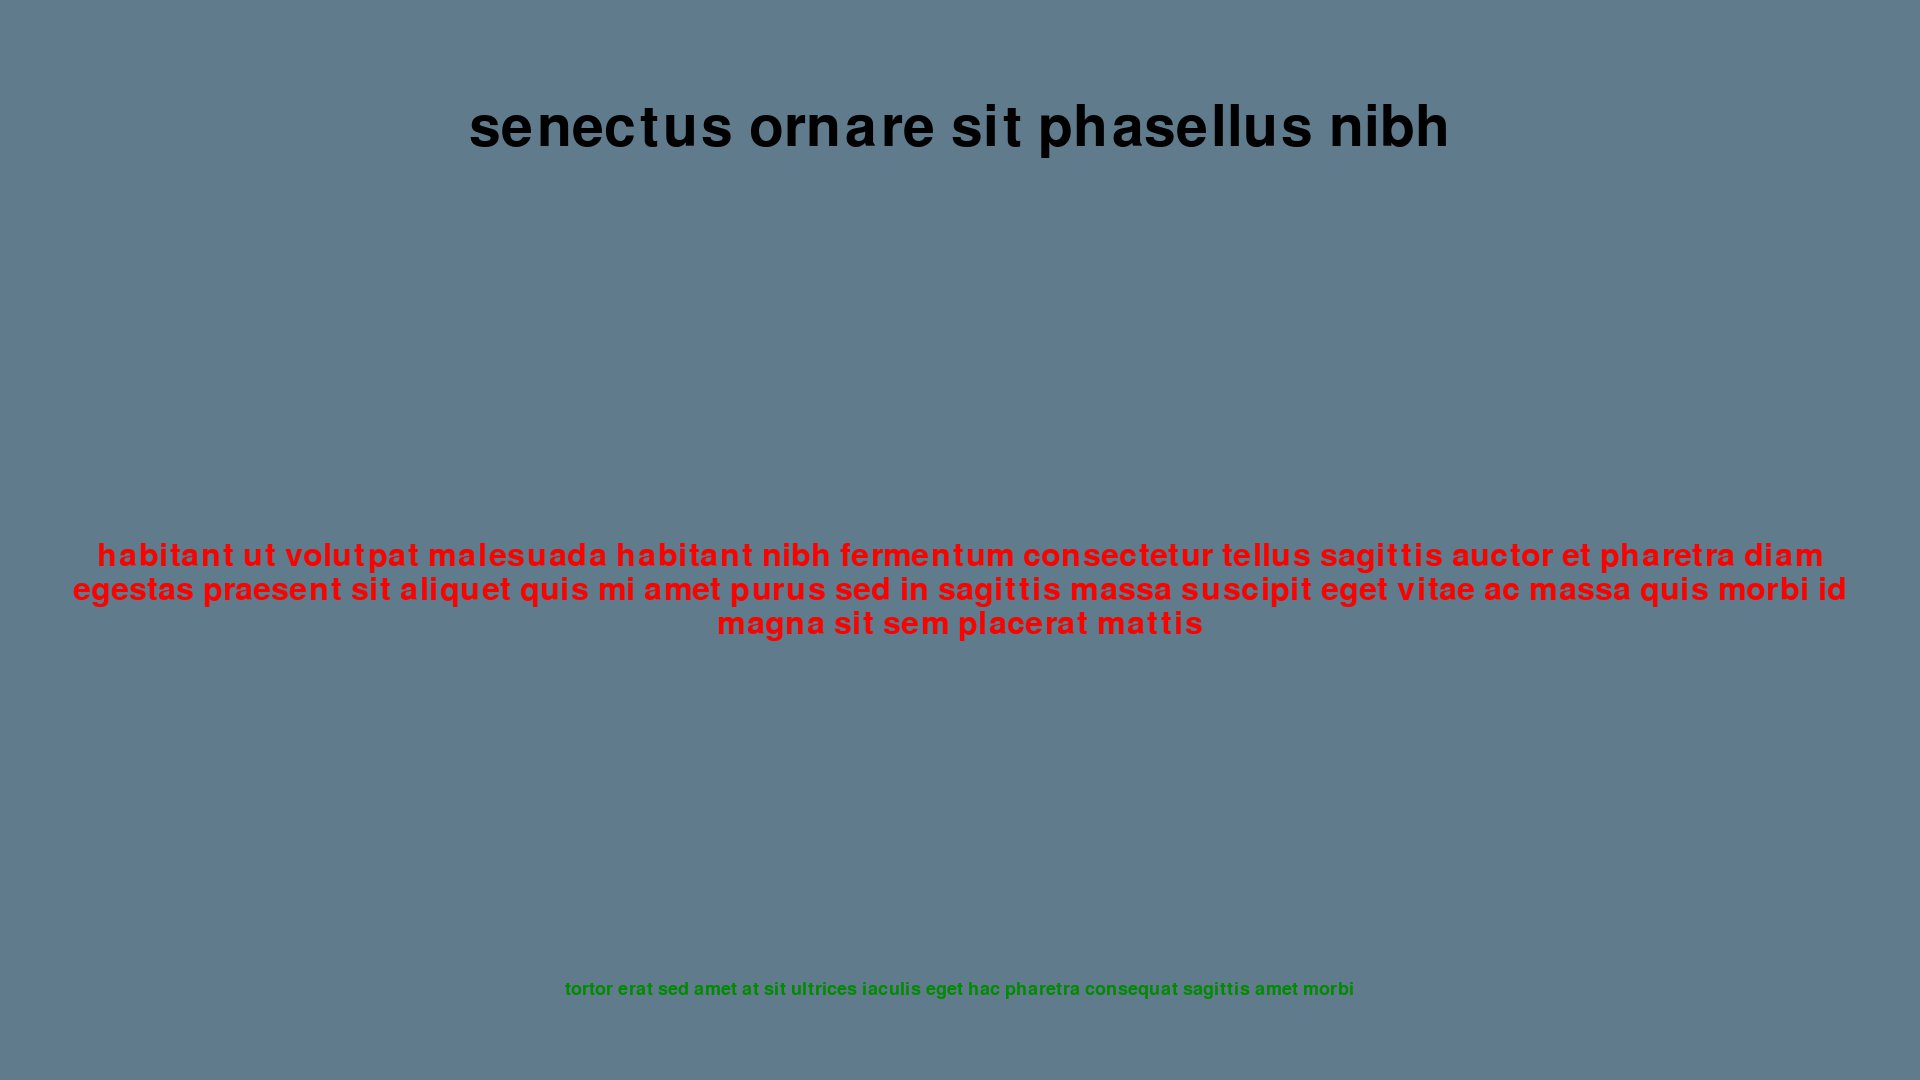 senectus ornare sit phasellus nibh
habitant ut volutpat malesuada habitant nibh fermentum consectetur tellus sagittis auctor et pharetra diam
egestas praesent sit aliquet quis mi amet purus sed in sagittis massa suscipit eget vitae ac massa quis morbi id
magna sit sem placerat mattis
tortor erat sed amet at sit ultrices iaculis eget hac pharetra consequat sagittis amet morbi